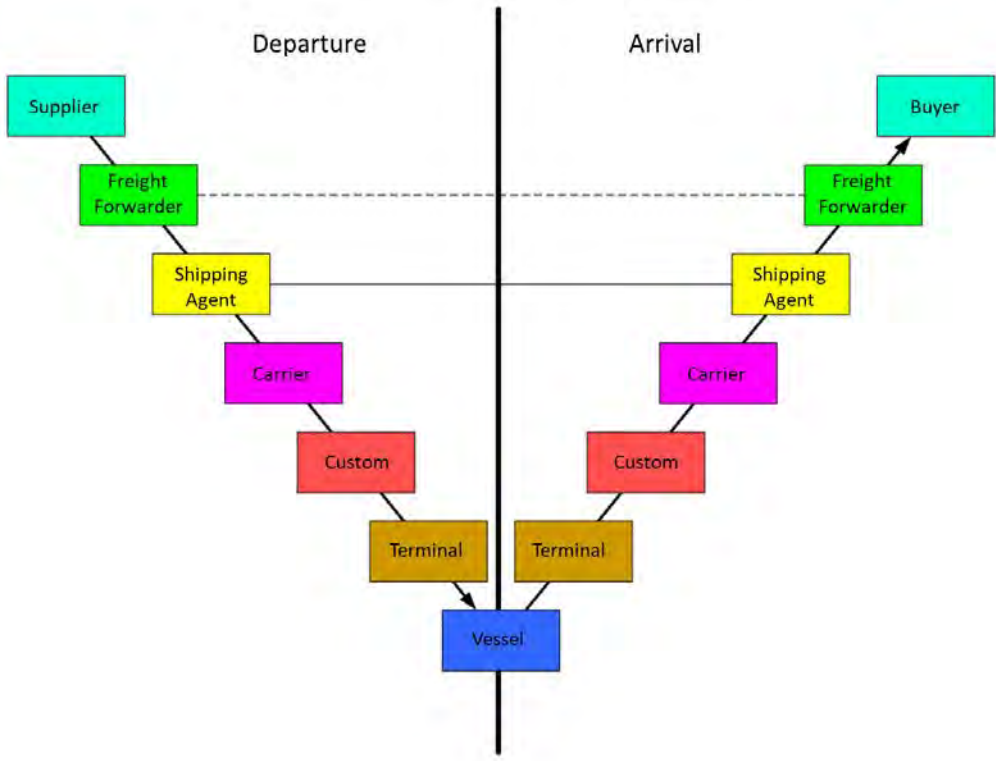 Departure
Arrival
Supplier
Buyer
Freight
Forwarder
Freight
Forwarder
Shipping
Agent
Shipping
Agent
Carrier
Carrier
Custom
Custom
Terminal
Terminal
Vessel